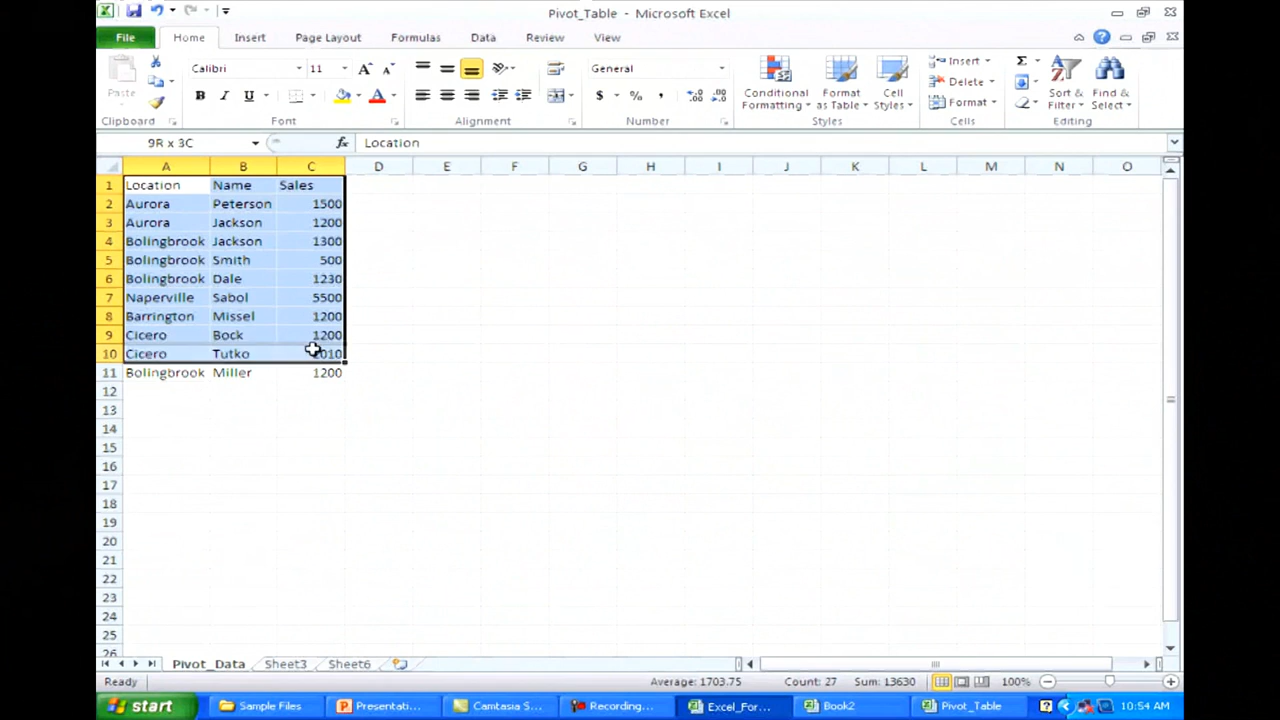 Pivot_Table - Microsoft Excel
File Home Insert Page Layout Formulas Data Review View
Calibri 11 A A General Σ Insert
Paste B I U A $ % , Conditional Formatting Format as Table Cell Styles Delete Format Sort & Filter Find & Select
Clipboard Font Alignment Number Styles Cells Editing
9R x 3C fx Location
A B C D E F G H I J K L M N O
1 Location Name Sales
2 Aurora Peterson 1500
3 Aurora Jackson 1200
4 Bolingbrook Jackson 1300
5 Bolingbrook Smith 500
6 Bolingbrook Dale 1230
7 Naperville Sabol 5500
8 Barrington Missel 1200
9 Cicero Bock 1200
10 Cicero Tutko
11 Bolingbrook Miller 1200
12
13
14
15
16
17
18
19
20
21
22
23
24
25
26
Pivot_Data Sheet3 Sheet6
Ready Average: 1703.75 Count: 27 Sum: 13630 100%
start Sample Files Presentati... Camtasia S... Recording... Excel_For... Book2 Pivot_Table 10:54 AM